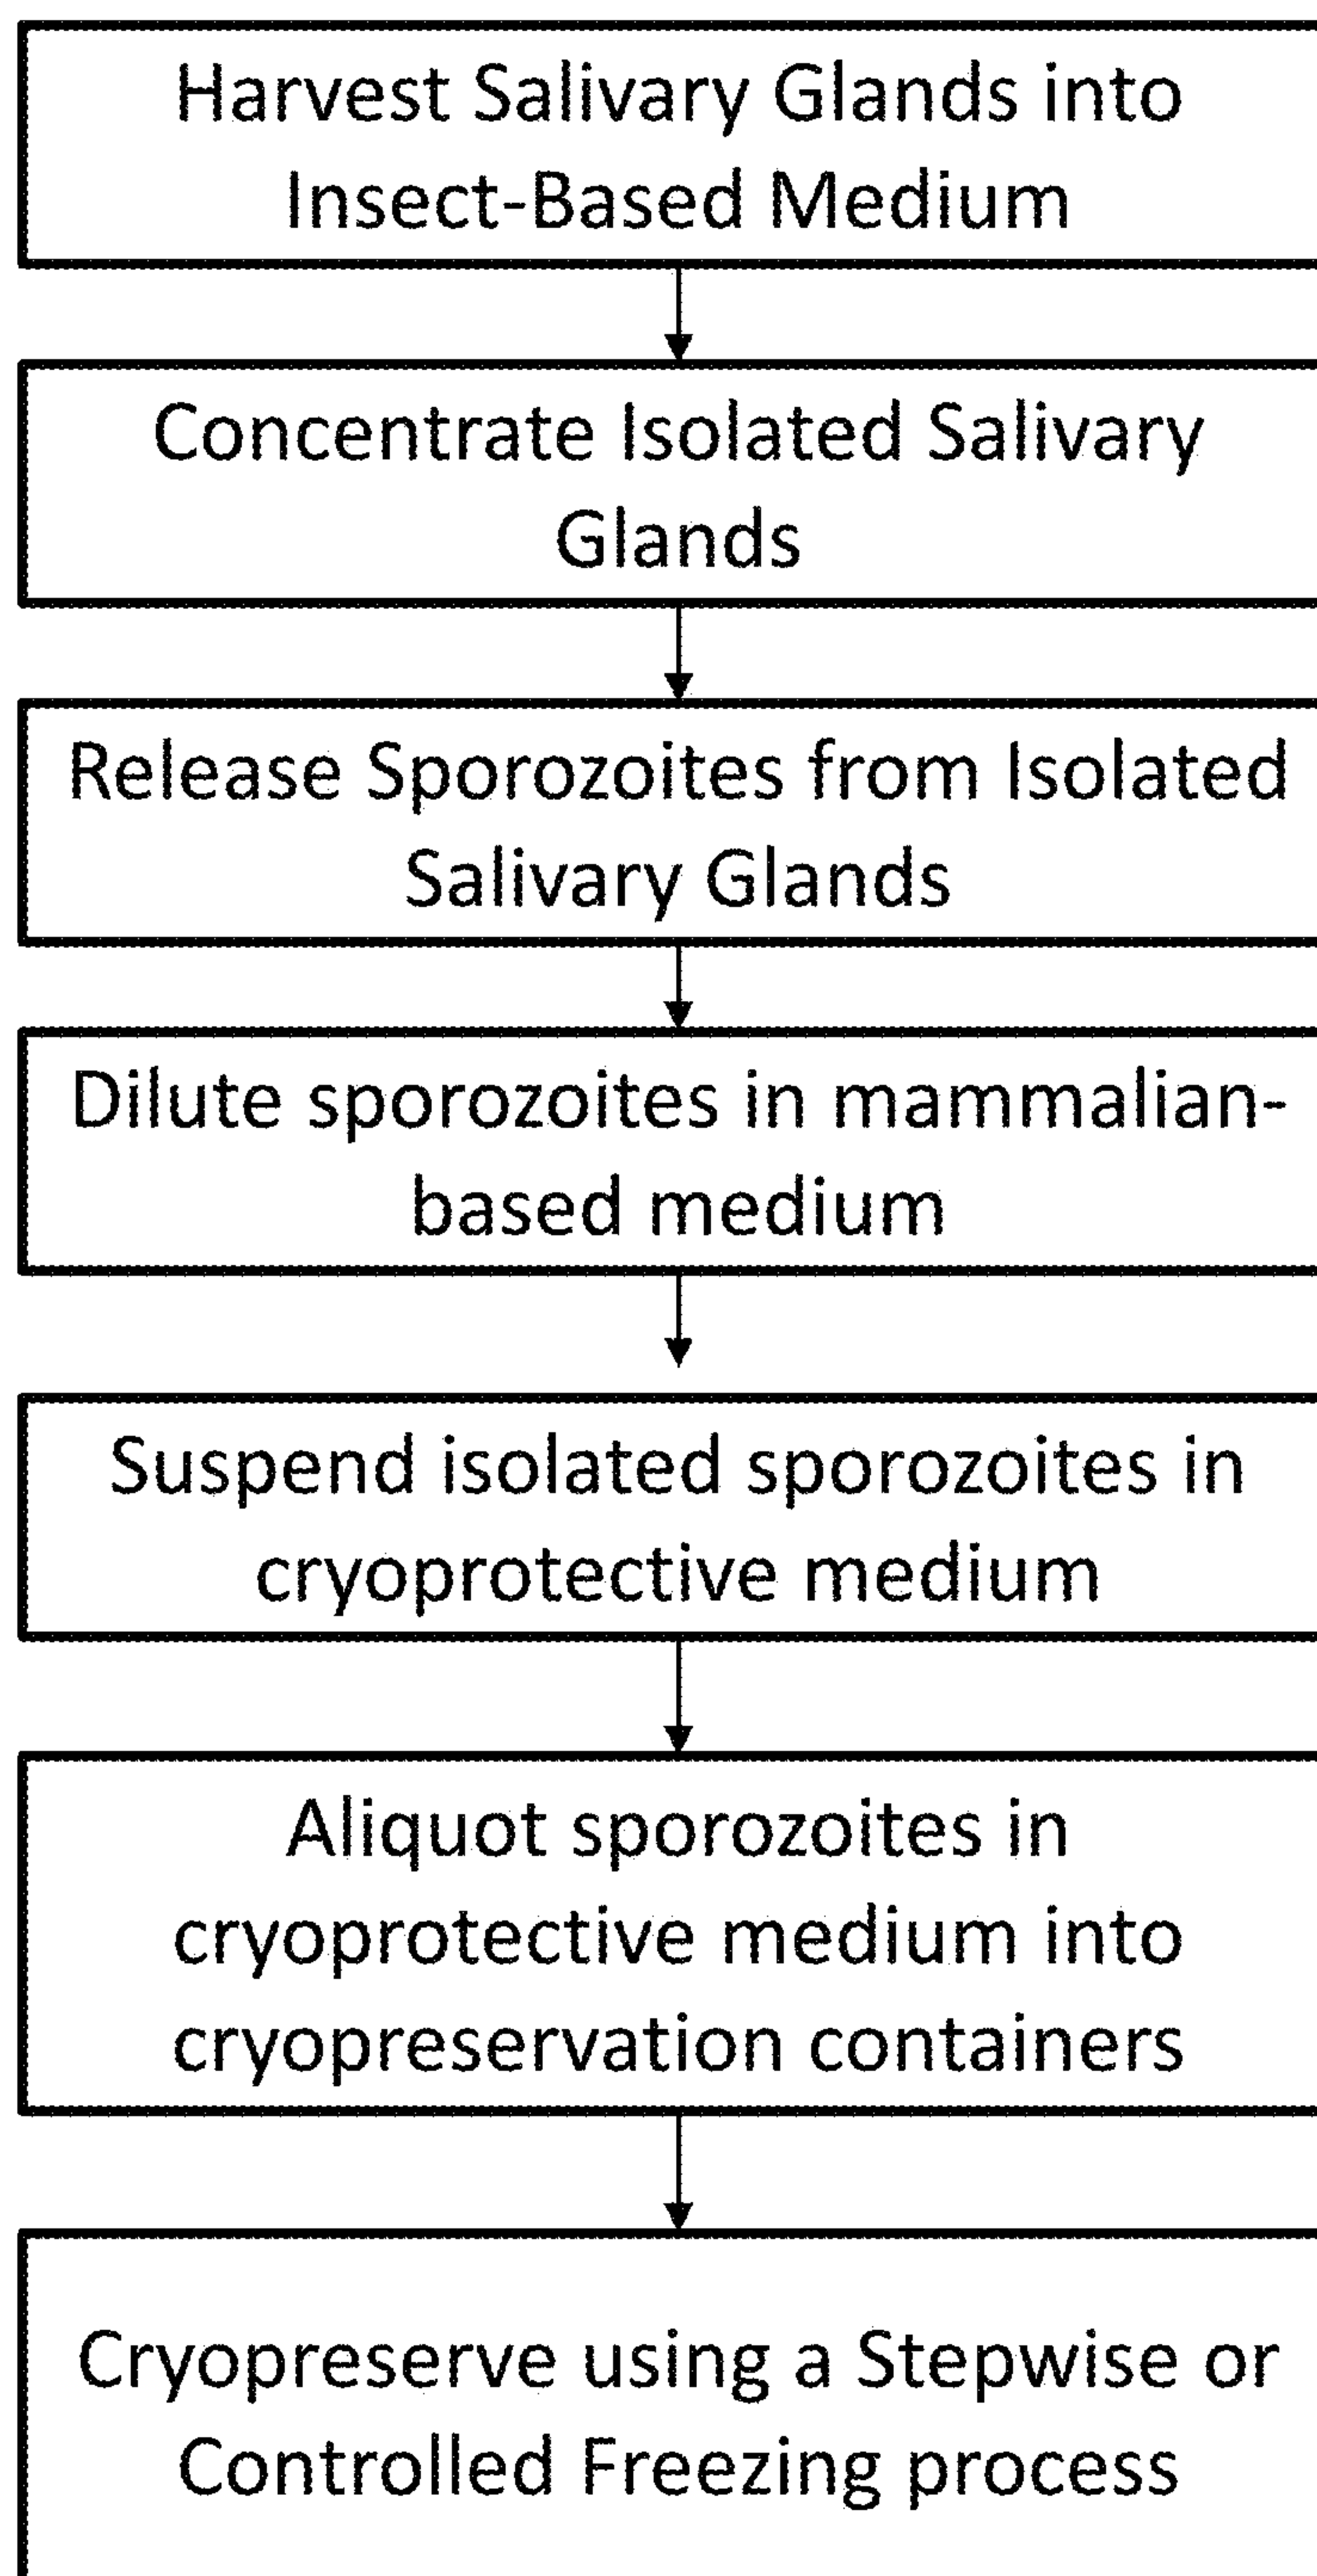 Harvest Salivary Glands into
Insect-Based Medium
Concentrate Isolated Salivary
Glands
Release Sporozoites from Isolated
Salivary Glands
Dilute sporozoites in mammalian-
based medium
Suspend isolated sporozoites in
cryoprotective medium
Aliquot sporozoites in
cryoprotective medium into
cryopreservation containers
Cryopreserve using a Stepwise or
Controlled Freezing process